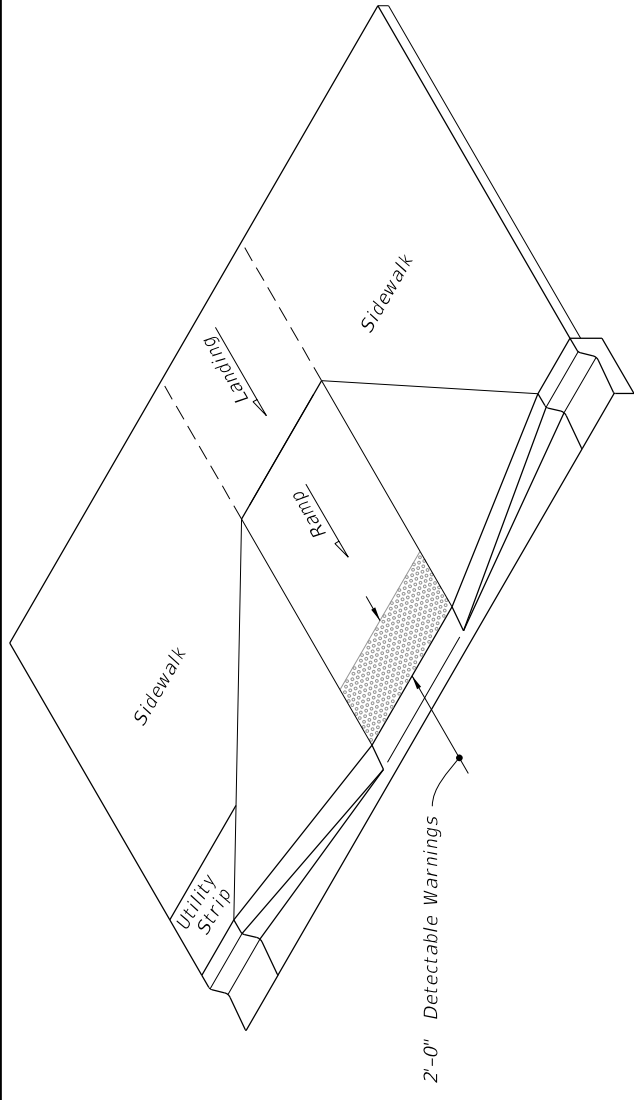 Sidewalk
Landing
Ramp
Sidewalk
Utility
Strip
2'-0" Detectable Warnings